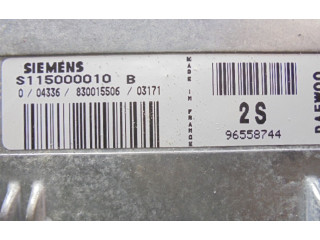 SIEMENS
S115000010 B
0 / 04336 / 830015506 / 03171
MADE IN FRANCE
2S
96558744
DAEWOO